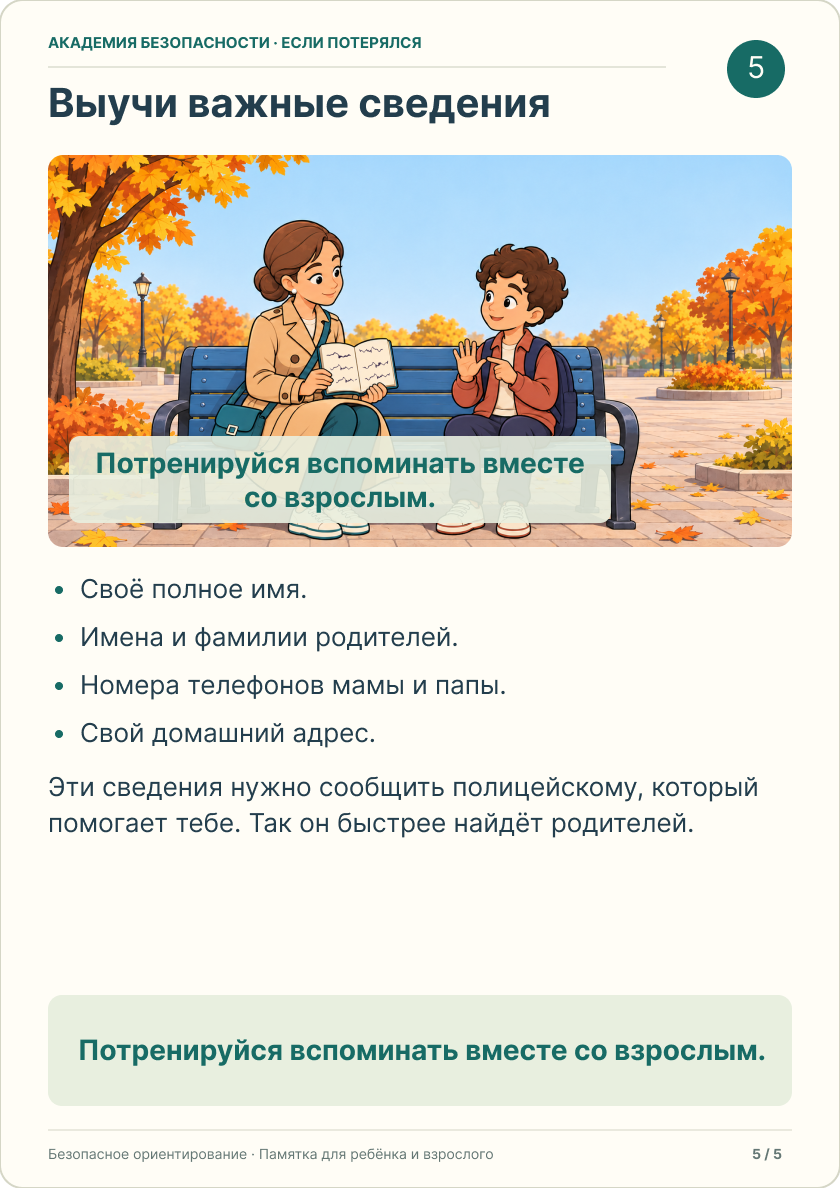 АКАДЕМИЯ БЕЗОПАСНОСТИ · ЕСЛИ ПОТЕРЯЛСЯ
5
Выучи важные сведения
Потренируйся вспоминать вместе
со взрослым.
• Своё полное имя.
• Имена и фамилии родителей.
• Номера телефонов мамы и папы.
• Свой домашний адрес.
Эти сведения нужно сообщить полицейскому, который
помогает тебе. Так он быстрее найдёт родителей.
Потренируйся вспоминать вместе со взрослым.
Безопасное ориентирование · Памятка для ребёнка и взрослого
5 / 5